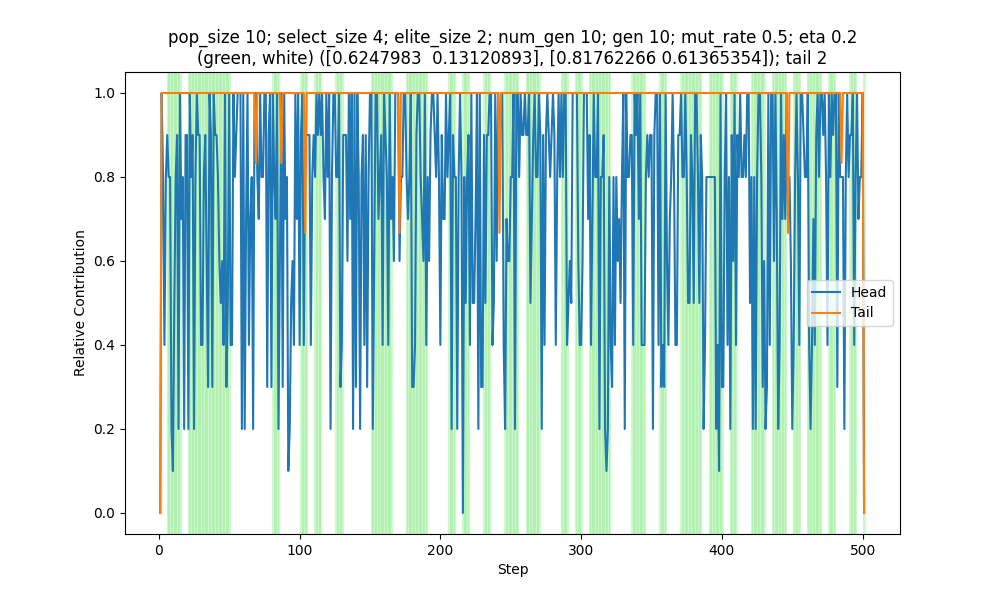 pop_size 10; select_size 4; elite_size 2; num_gen 10; gen 10; mut_rate 0.5; eta 0.2
(green, white) ([0.6247983  0.13120893], [0.81762266 0.61365354]); tail 2
Relative Contribution
1.0
0.8
0.6
0.4
0.2
0.0
Head
Tail
0
100
200
300
400
500
Step